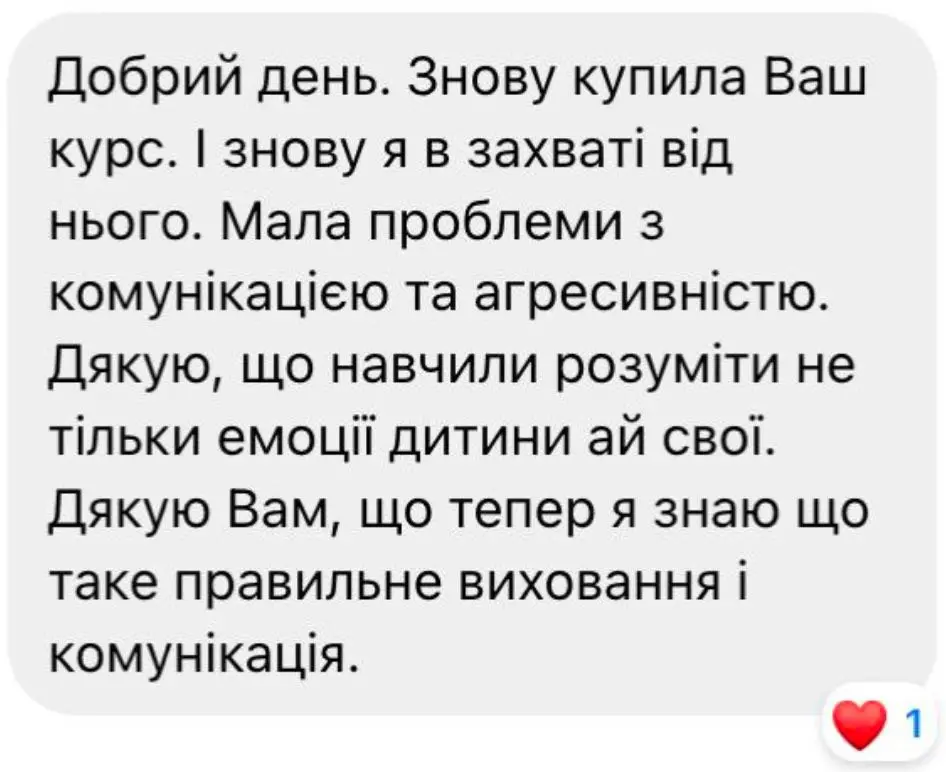 Добрий день. Знову купила Ваш
курс. І знову я в захваті від
нього. Мала проблеми з
комунікацією та агресивністю.
Дякую, що навчили розуміти не
тільки емоції дитини ай свої.
Дякую Вам, що тепер я знаю що
таке правильне виховання і
комунікація.
1